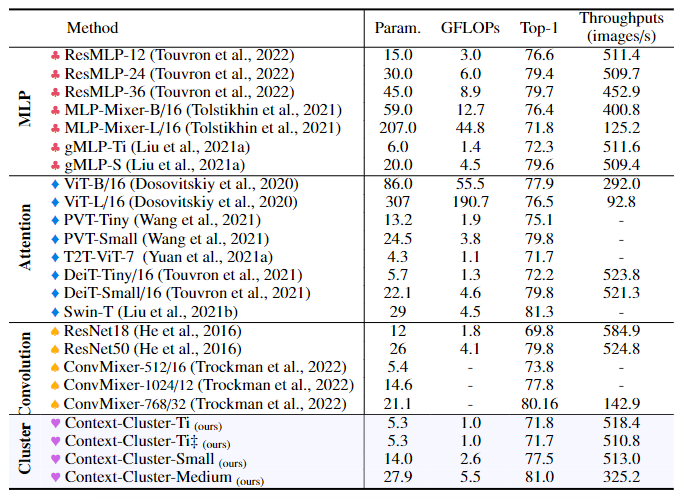 Method Param. GFLOPs Top-1 Throughputs (images/s)
MLP
♣ ResMLP-12 (Touvron et al., 2022) 15.0 3.0 76.6 511.4
♣ ResMLP-24 (Touvron et al., 2022) 30.0 6.0 79.4 509.7
♣ ResMLP-36 (Touvron et al., 2022) 45.0 8.9 79.7 452.9
♣ MLP-Mixer-B/16 (Tolstikhin et al., 2021) 59.0 12.7 76.4 400.8
♣ MLP-Mixer-L/16 (Tolstikhin et al., 2021) 207.0 44.8 71.8 125.2
♣ gMLP-Ti (Liu et al., 2021a) 6.0 1.4 72.3 511.6
♣ gMLP-S (Liu et al., 2021a) 20.0 4.5 79.6 509.4
Attention
♦ ViT-B/16 (Dosovitskiy et al., 2020) 86.0 55.5 77.9 292.0
♦ ViT-L/16 (Dosovitskiy et al., 2020) 307 190.7 76.5 92.8
♦ PVT-Tiny (Wang et al., 2021) 13.2 1.9 75.1 -
♦ PVT-Small (Wang et al., 2021) 24.5 3.8 79.8 -
♦ T2T-ViT-7 (Yuan et al., 2021a) 4.3 1.1 71.7 -
♦ DeiT-Tiny/16 (Touvron et al., 2021) 5.7 1.3 72.2 523.8
♦ DeiT-Small/16 (Touvron et al., 2021) 22.1 4.6 79.8 521.3
♦ Swin-T (Liu et al., 2021b) 29 4.5 81.3 -
Convolution
♠ ResNet18 (He et al., 2016) 12 1.8 69.8 584.9
♠ ResNet50 (He et al., 2016) 26 4.1 79.8 524.8
♠ ConvMixer-512/16 (Trockman et al., 2022) 5.4 - 73.8 -
♠ ConvMixer-1024/12 (Trockman et al., 2022) 14.6 - 77.8 -
♠ ConvMixer-768/32 (Trockman et al., 2022) 21.1 - 80.16 142.9
Cluster
♥ Context-Cluster-Ti (ours) 5.3 1.0 71.8 518.4
♥ Context-Cluster-Ti‡ (ours) 5.3 1.0 71.7 510.8
♥ Context-Cluster-Small (ours) 14.0 2.6 77.5 513.0
♥ Context-Cluster-Medium (ours) 27.9 5.5 81.0 325.2